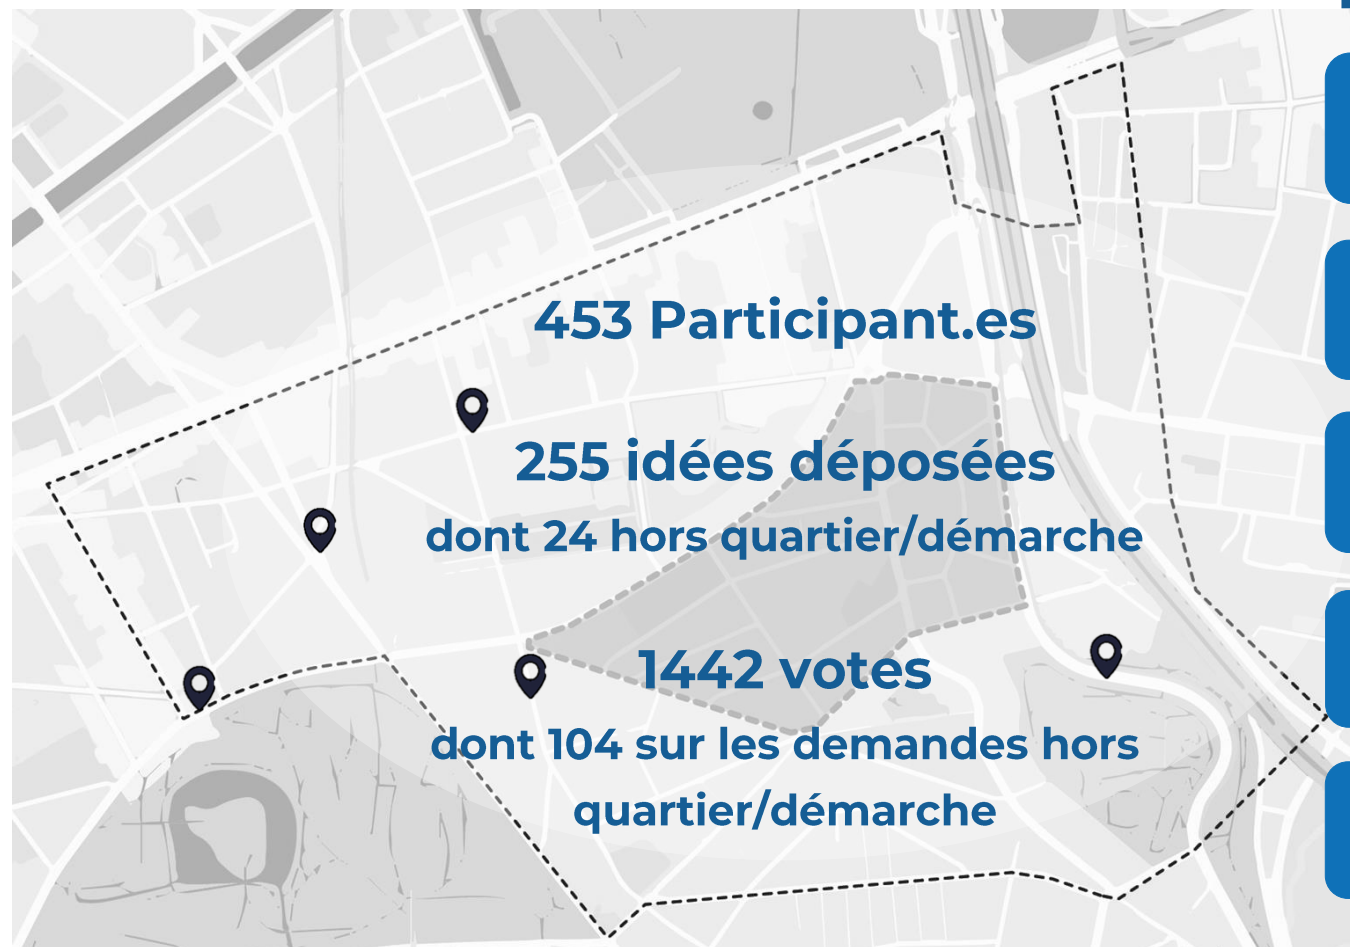 453 Participant.es
255 idées déposées
dont 24 hors quartier/démarche
1442 votes
dont 104 sur les demandes hors
quartier/démarche